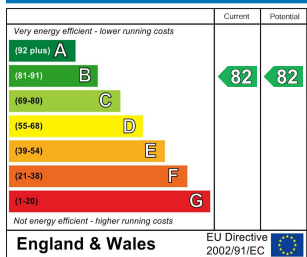 Current Potential
Very energy efficient - lower running costs
(92 plus) A
(81-91) B 82 82
(69-80) C
(55-68) D
(39-54) E
(21-38) F
(1-20) G
Not energy efficient - higher running costs
England & Wales EU Directive
2002/91/EC